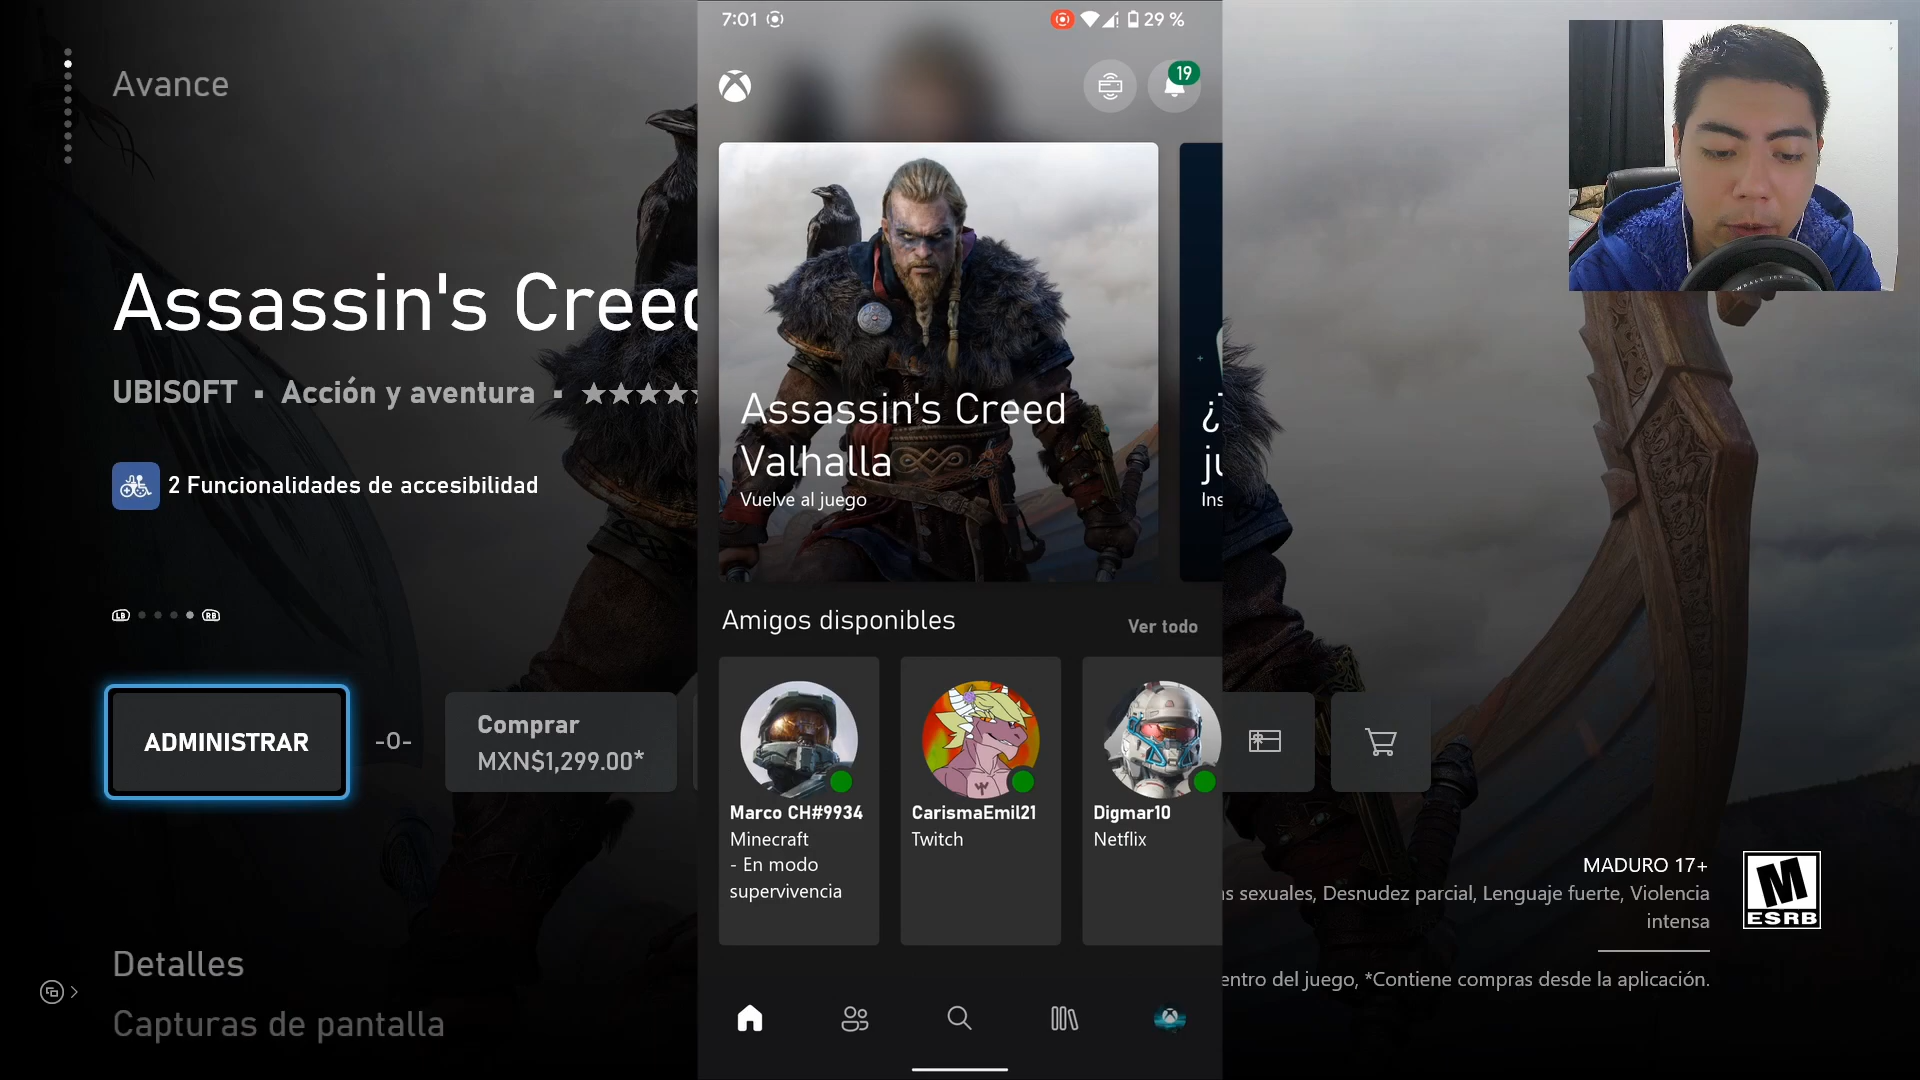 Avance
Assassin's Creed
UBISOFT ▪ Acción y aventura ▪
2 Funcionalidades de accesibilidad
LB
RB
ADMINISTRAR
-O-
Comprar
MXN$1,299.00*
Detalles
Capturas de pantalla
7:01
29 %
19
Assassin's Creed
Valhalla
Vuelve al juego
Amigos disponibles
Ver todo
Marco CH#9934
Minecraft
- En modo
supervivencia
CarismaEmil21
Twitch
Digmar10
Netflix
MADURO 17+
sexuales, Desnudez parcial, Lenguaje fuerte, Violencia
intensa
del juego, *Contiene compras desde la aplicación.
M
ESRB